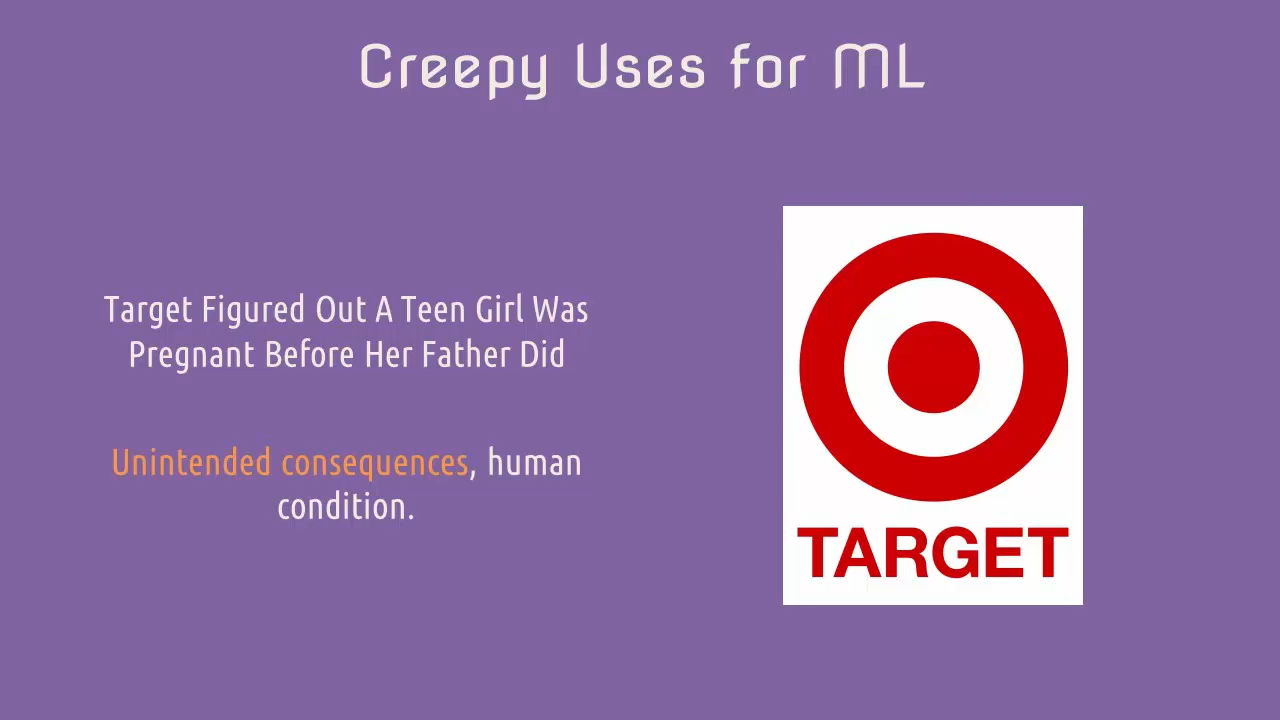 Creepy Uses for ML
Target Figured Out A Teen Girl Was
Pregnant Before Her Father Did
Unintended consequences, human
condition.
TARGET